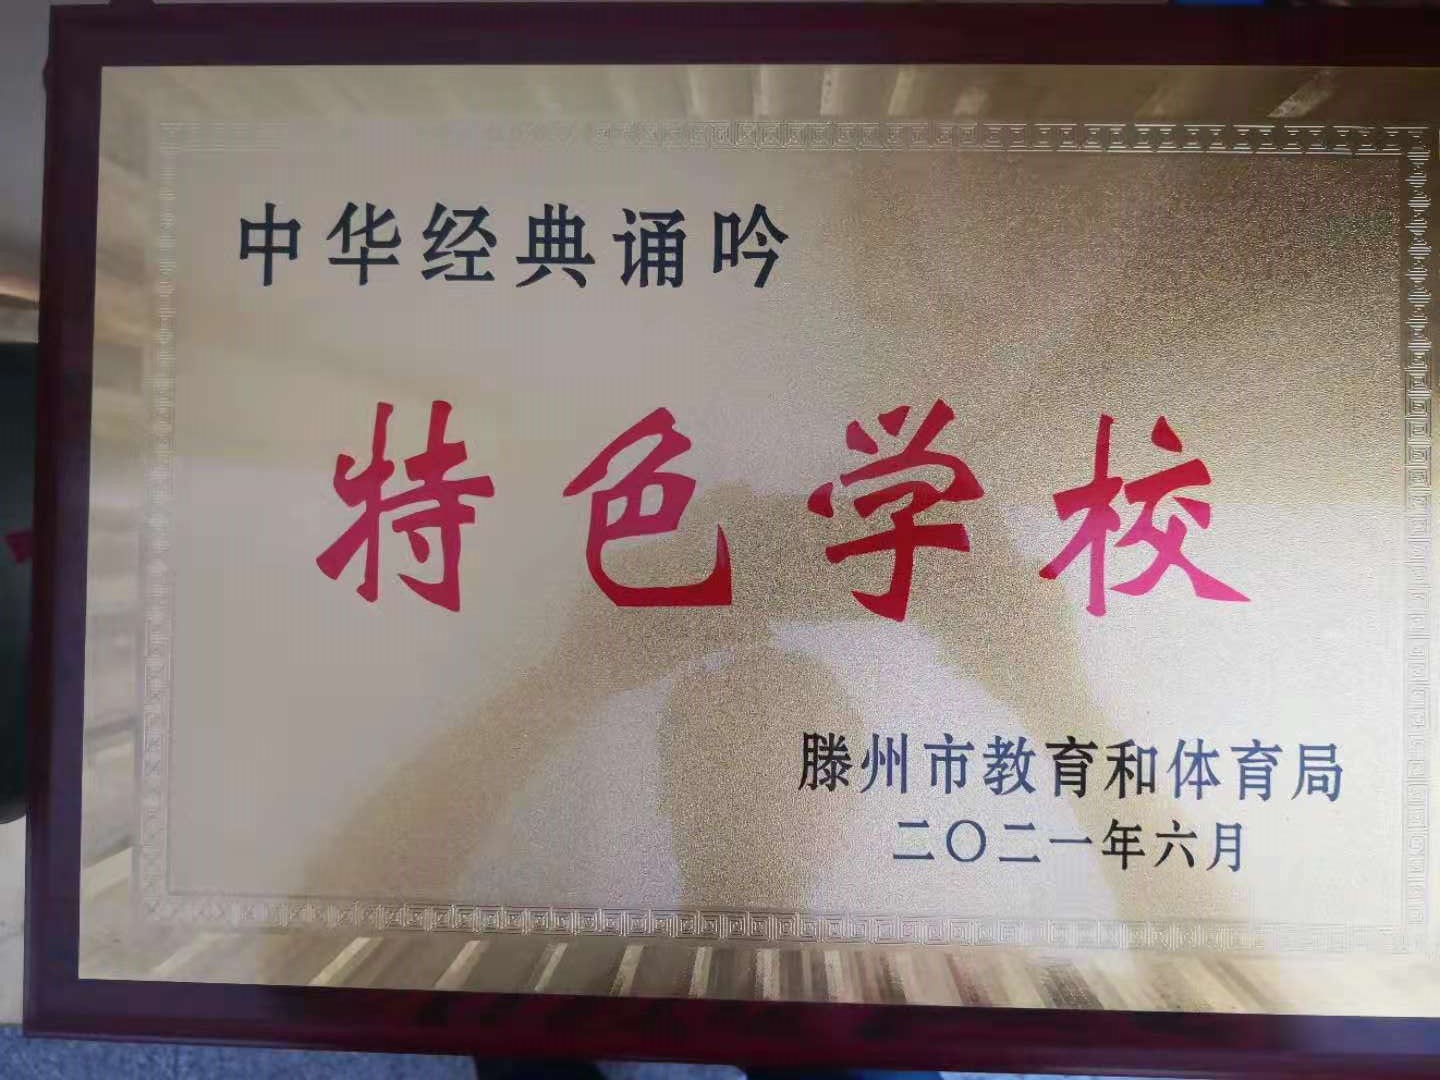 中华经典诵吟
特色学校
滕州市教育和体育局
二〇二一年六月